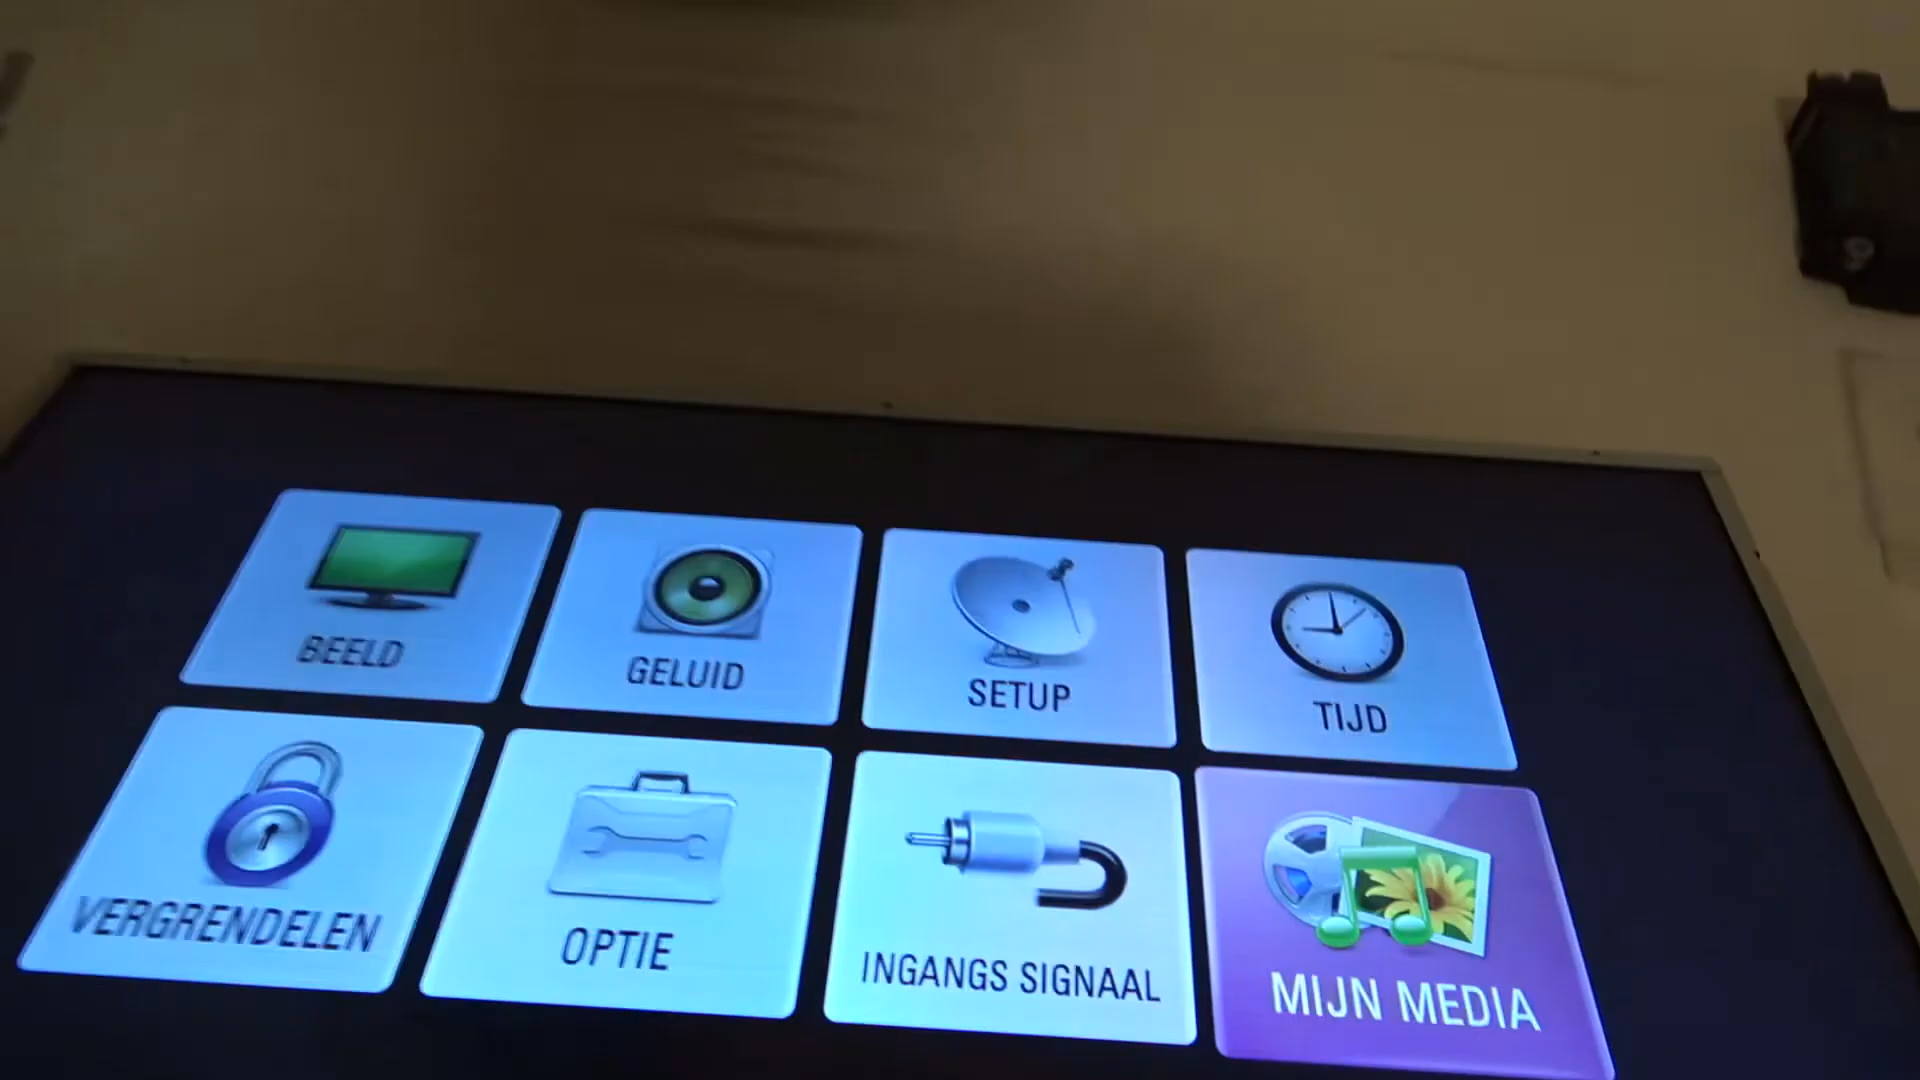 BEELD
GELUID
SETUP
TIJD
VERGRENDELEN
OPTIE
INGANGS SIGNAAL
MIJN MEDIA